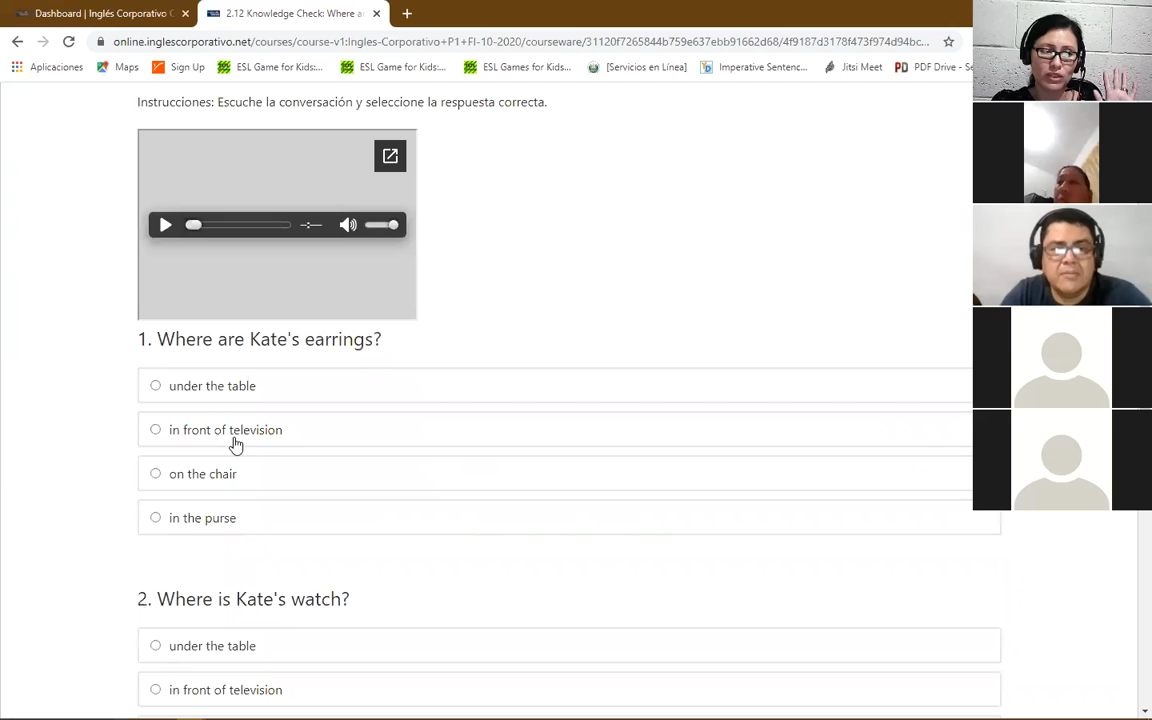 Dashboard | Inglés Corporativo
2.12 Knowledge Check: Where a
online.inglescorporativo.net/courses/course-v1:Ingles-Corporativo+P1+FI-10-2020/courseware/31120f7265844b759e637ebb91662d68/4f9187d3178f473f974d94bc...
Aplicaciones
Maps
Sign Up
ESL Game for Kids:...
ESL Game for Kids:...
ESL Games for Kids:...
[Servicios en Línea]
Imperative Sentenc...
Jitsi Meet
PDF Drive - Se
Instrucciones: Escuche la conversación y seleccione la respuesta correcta.
1. Where are Kate's earrings?
under the table
in front of television
on the chair
in the purse
2. Where is Kate's watch?
under the table
in front of television